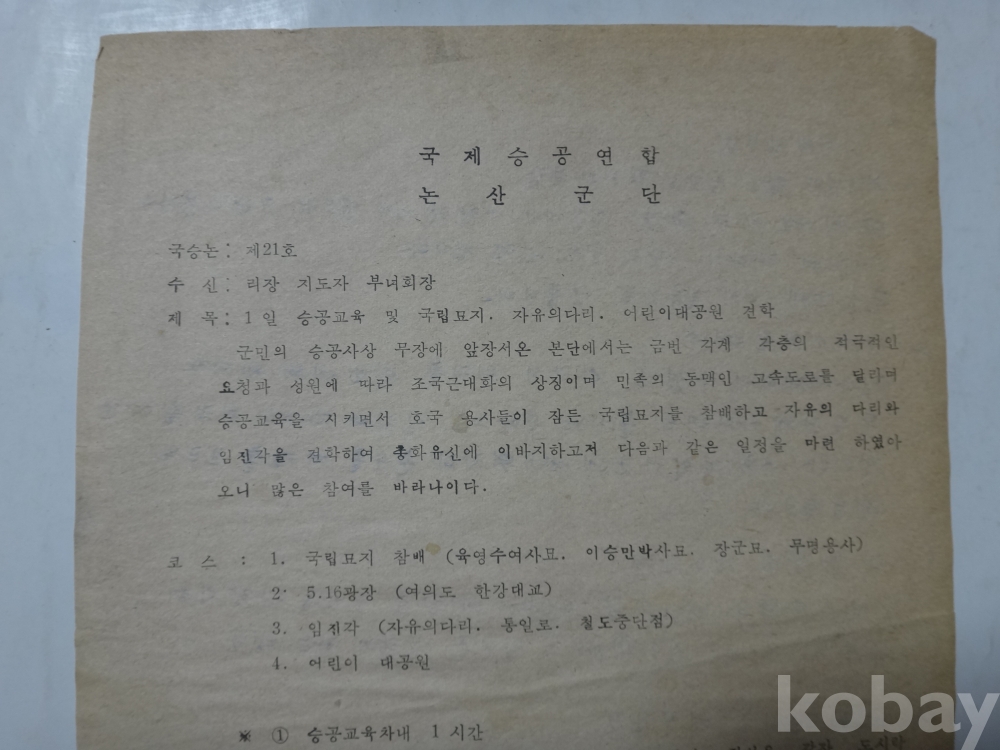 국제승공연합
논산 군단
국승논: 제21호
수 신: 리장 지도자 부녀회장
제 목: 1일 승공교육 및 국립묘지. 자유의다리. 어린이대공원 견학
군민의 승공사상 무장에 앞장서온 본단에서는 금번 각계 각층의 적극적인
요청과 성원에 따라 조국근대화의 상징이며 민족의 동맥인 고속도로를 달리며
승공교육을 시키면서 호국 용사들이 잠든 국립묘지를 참배하고 자유의 다리와
임진각을 견학하여 총화유신에 이바지하고저 다음과 같은 일정을 마련 하였아
오니 많은 참여를 바라나이다.
코 스 : 1. 국립묘지 참배 (육영수여사묘. 이승만박사묘. 장군묘. 무명용사)
2. 5.16광장 (여의도 한강대교)
3. 임진각 (자유의다리. 통일로. 철도중단점)
4. 어린이 대공원
※ ① 승공교육차내 1시간
kobay